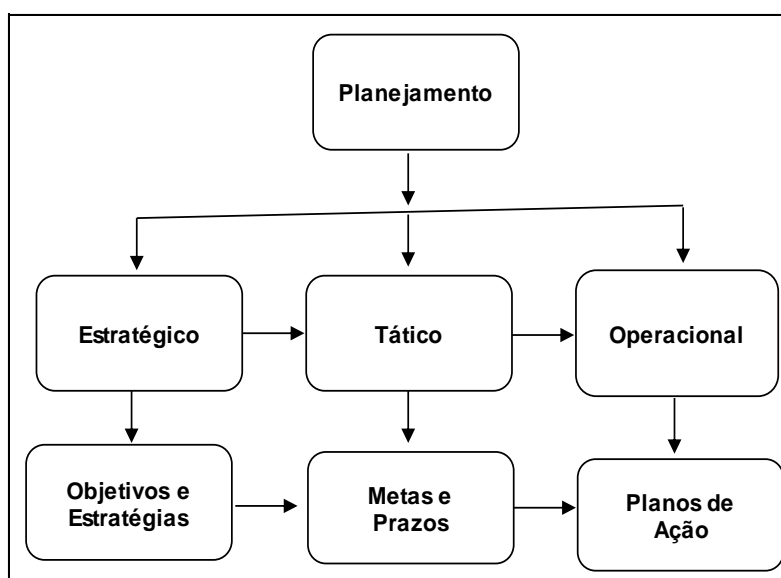 Planejamento
Estratégico
Tático
Operacional
Objetivos e
Estratégias
Metas e
Prazos
Planos de
Ação